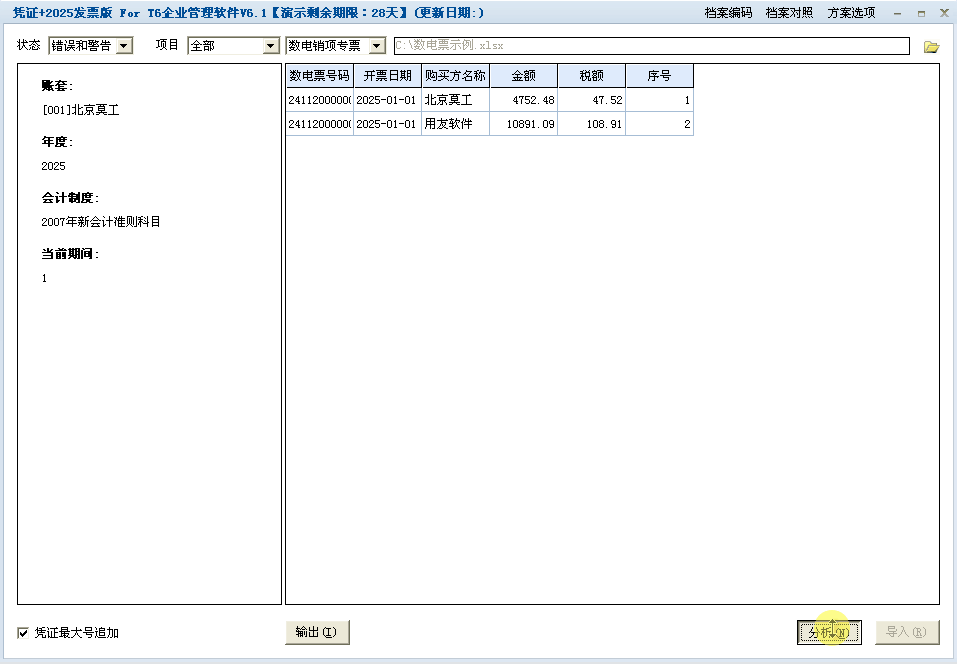 凭证+2025发票版 For T6企业管理软件V6.1【演示剩余期限：28天】(更新日期:) 档案编码 档案对照 方案选项
状态 错误和警告 项目 全部 数电销项专票 C:\数电票示例.xlsx
账套:
[001]北京莫工
年度:
2025
会计制度:
2007年新会计准则科目
当前期间:
1
数电票号码 开票日期 购买方名称 金额 税额 序号
24112000000 2025-01-01 北京莫工 4752.48 47.52 1
24112000000 2025-01-01 用友软件 10891.09 108.91 2
凭证最大号追加 输出(I) 分析(N) 导入(R)